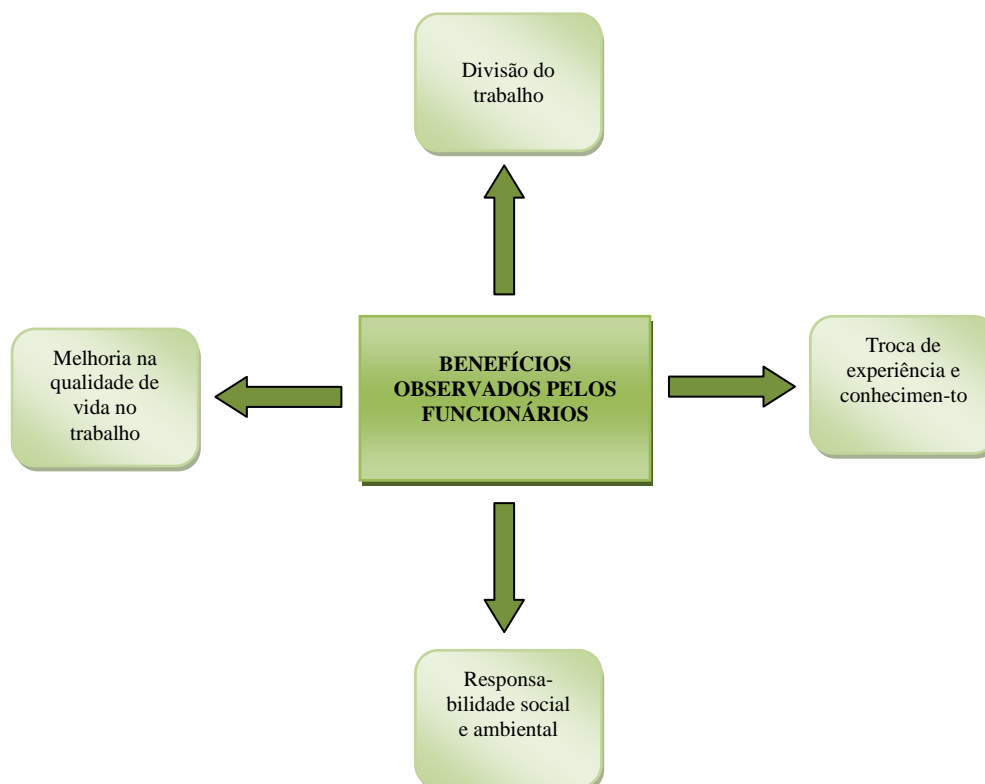 Divisão do
trabalho
Melhoria na
qualidade de
vida no
trabalho
BENEFÍCIOS
OBSERVADOS PELOS
FUNCIONÁRIOS
Troca de
experiência e
conhecimen-to
Responsa-
bilidade social
e ambiental